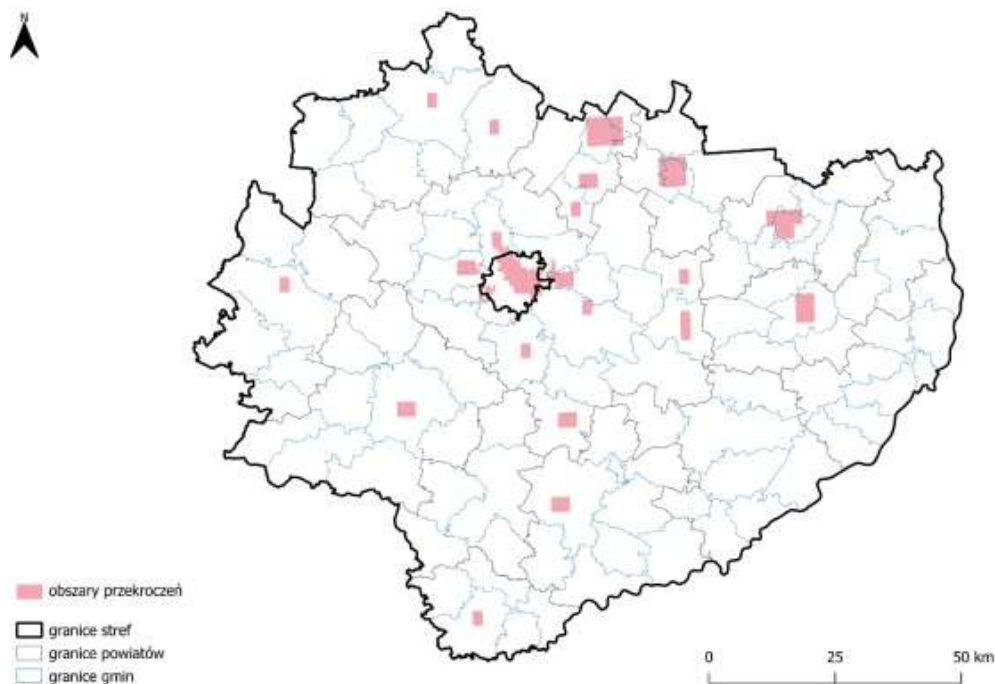 N
obszary przekroczeń
granice stref
granice powiatów
granice gmin
0 25 50 km